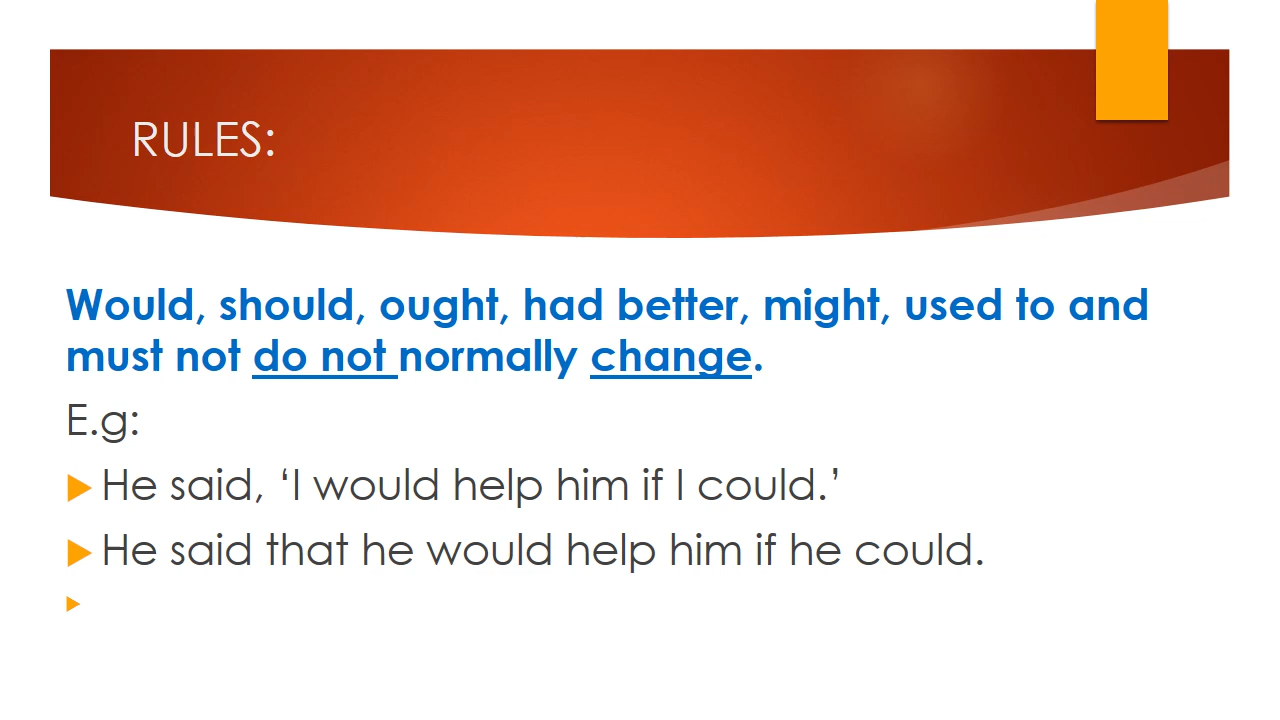 RULES:
Would, should, ought, had better, might, used to and
must not do not normally change.
E.g:
He said, ‘I would help him if I could.’
He said that he would help him if he could.